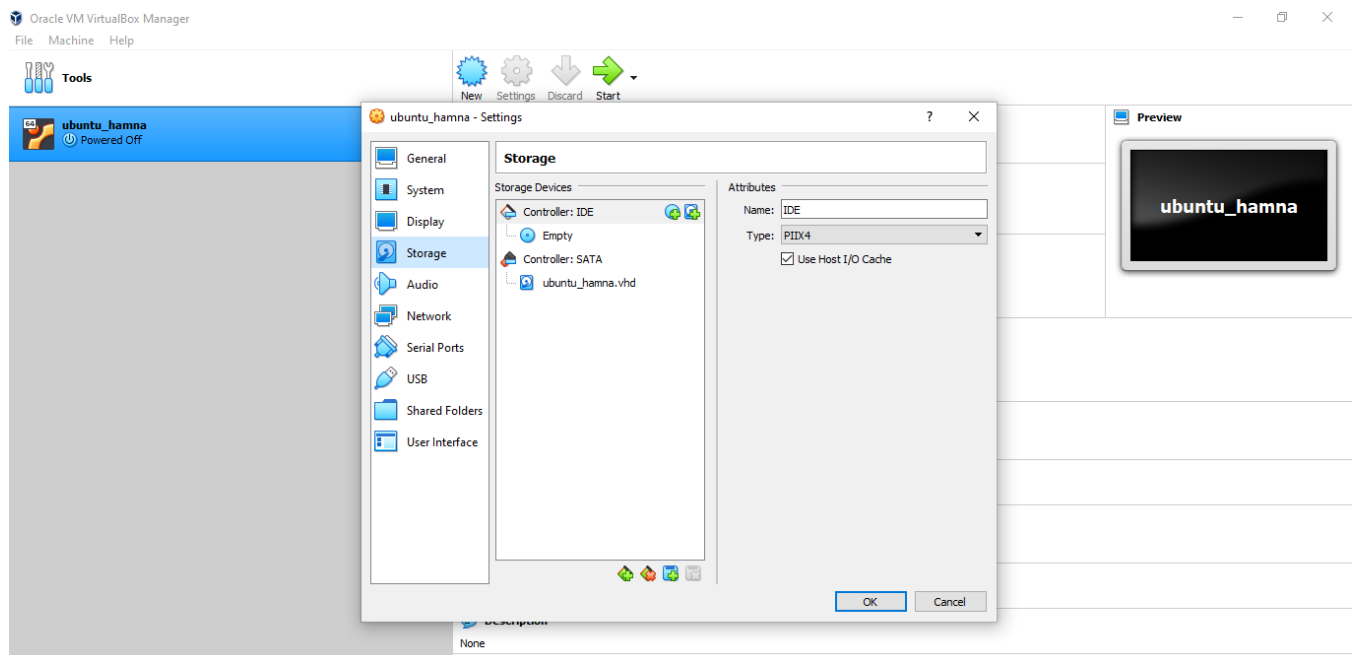 Oracle VM VirtualBox Manager
File Machine Help
Tools
New Settings Discard Start
64
ubuntu_hamna
Powered Off
ubuntu_hamna - Settings
?
General
System
Display
Storage
Audio
Network
Serial Ports
USB
Shared Folders
User Interface
Storage
Storage Devices
Controller: IDE
Empty
Controller: SATA
ubuntu_hamna.vhd
Attributes
Name: IDE
Type: PIIX4
Use Host I/O Cache
OK Cancel
Preview
ubuntu_hamna
Description
None